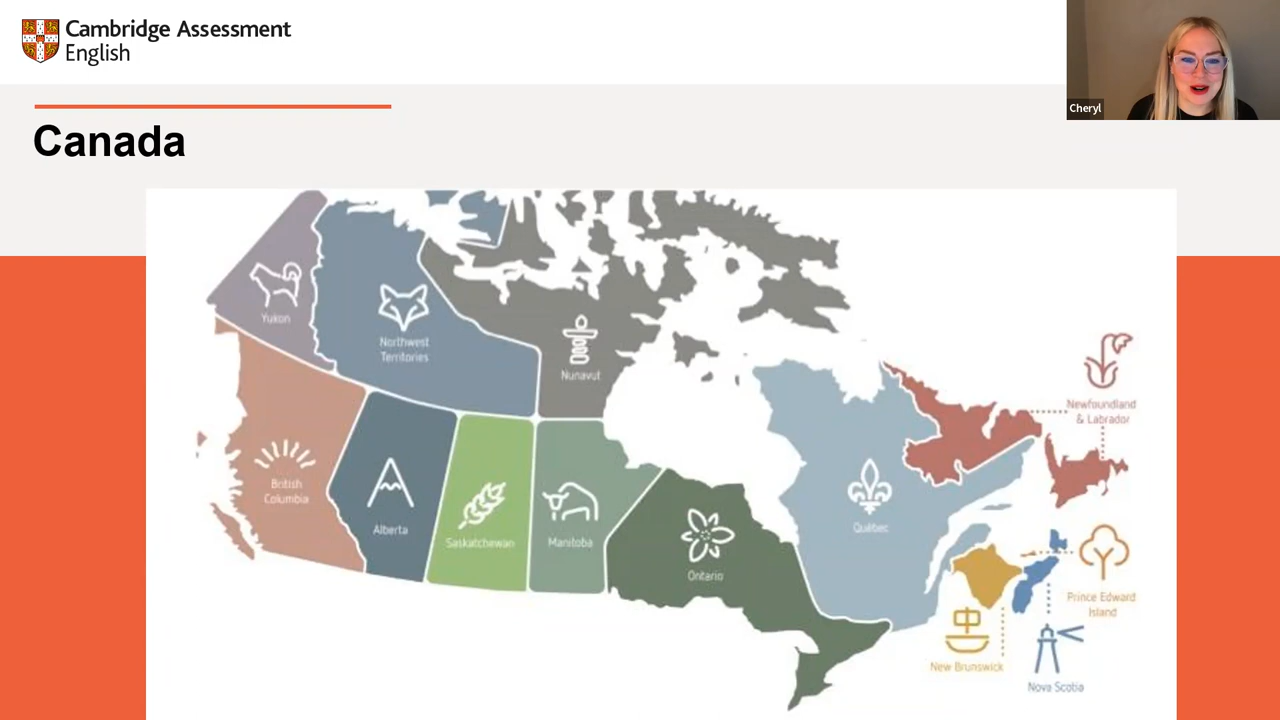 Cambridge Assessment
English
Cheryl
Canada
Yukon
Northwest
Territories
Nunavut
Newfoundland
& Labrador
British
Columbia
Alberta
Saskatchewan
Manitoba
Ontario
Québec
Prince Edward
Island
New Brunswick
Nova Scotia